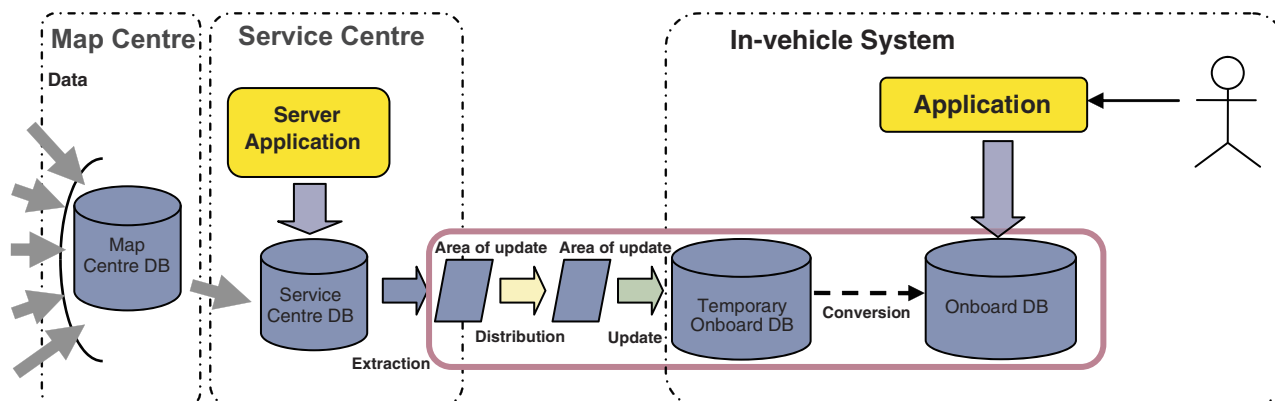 Map Centre
Service Centre
In-vehicle System
Data
Server
Application
Application
Map
Centre DB
Service
Centre DB
Area of update
Area of update
Temporary
Onboard DB
Onboard DB
Extraction
Distribution
Update
Conversion